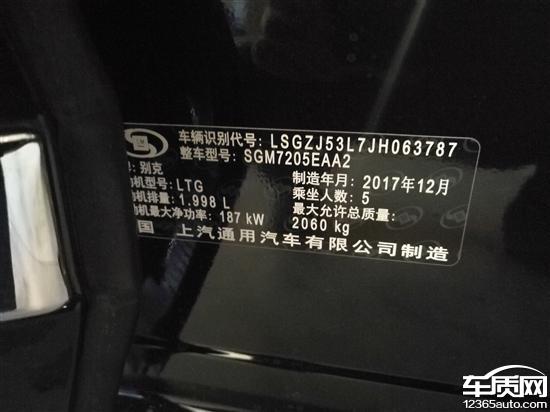 车辆识别代号: LSGZJ53L7JH063787
整车型号: SGM7205EAA2
: 别克
制造年月: 2017年12月
机型号: LTG
乘坐人数: 5
机排量: 1.998 L
最大允许总质量:
机最大净功率: 187 kW
2060 kg
国 上汽通用汽车有限公司制造
车质网
12365auto.com